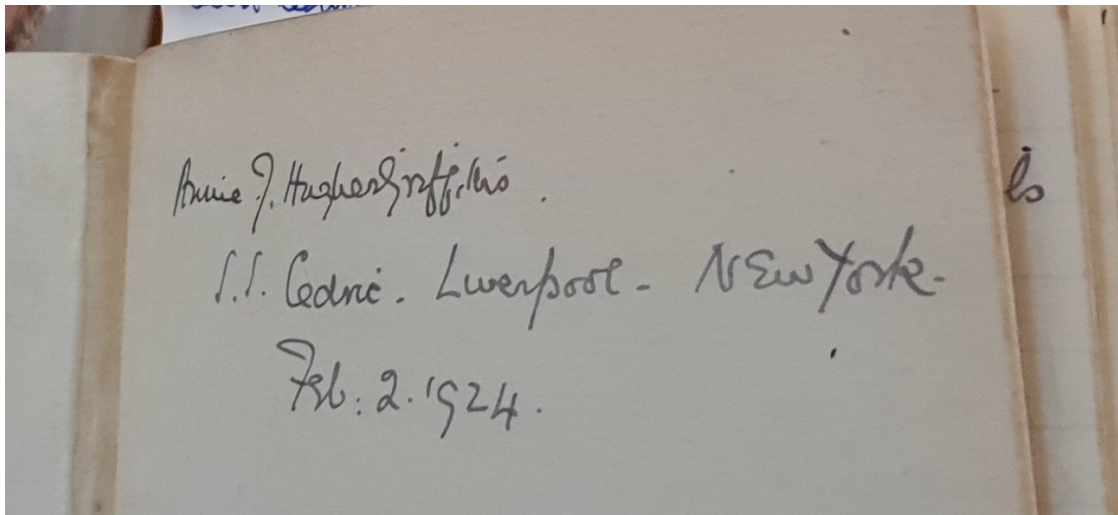 Annie J. Hughes Griffiths.
S.S. Cedric. Liverpool - New York.
Feb: 2. 1924.